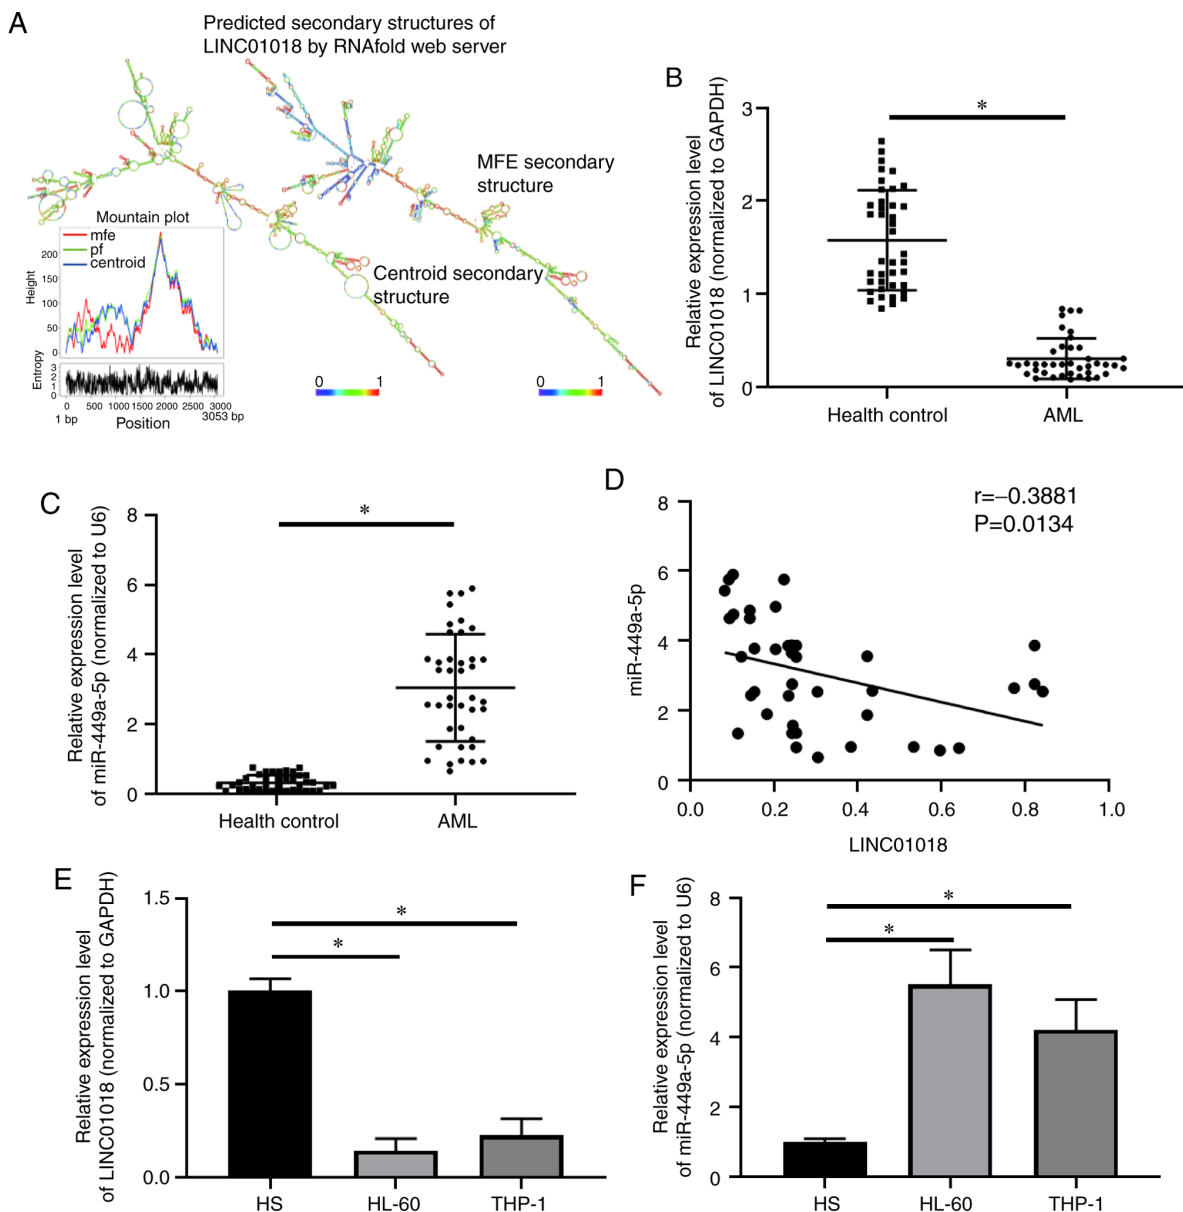 A
Predicted secondary structures of
LINC01018 by RNAfold web server
MFE secondary
structure
Centroid secondary
structure
Mountain plot
mfe
pf
centroid
Height
200
150
100
50
0
Entropy
3
2
1
0
0 500 1000 1500 2000 2500 3000
1 bp
Position
3053 bp
0 1
0 1
B
Relative expression level
of LINC01018 (normalized to GAPDH)
3
2
1
0
*
Health control
AML
C
Relative expression level
of miR-449a-5p (normalized to U6)
8
6
4
2
0
*
Health control
AML
D
r=−0.3881
P=0.0134
miR-449a-5p
8
6
4
2
0
0.0 0.2 0.4 0.6 0.8 1.0
LINC01018
E
Relative expression level
of LINC01018 (normalized to GAPDH)
1.5
1.0
0.5
0.0
*
*
HS
HL-60
THP-1
F
Relative expression level
of miR-449a-5p (normalized to U6)
8
6
4
2
0
*
*
HS
HL-60
THP-1